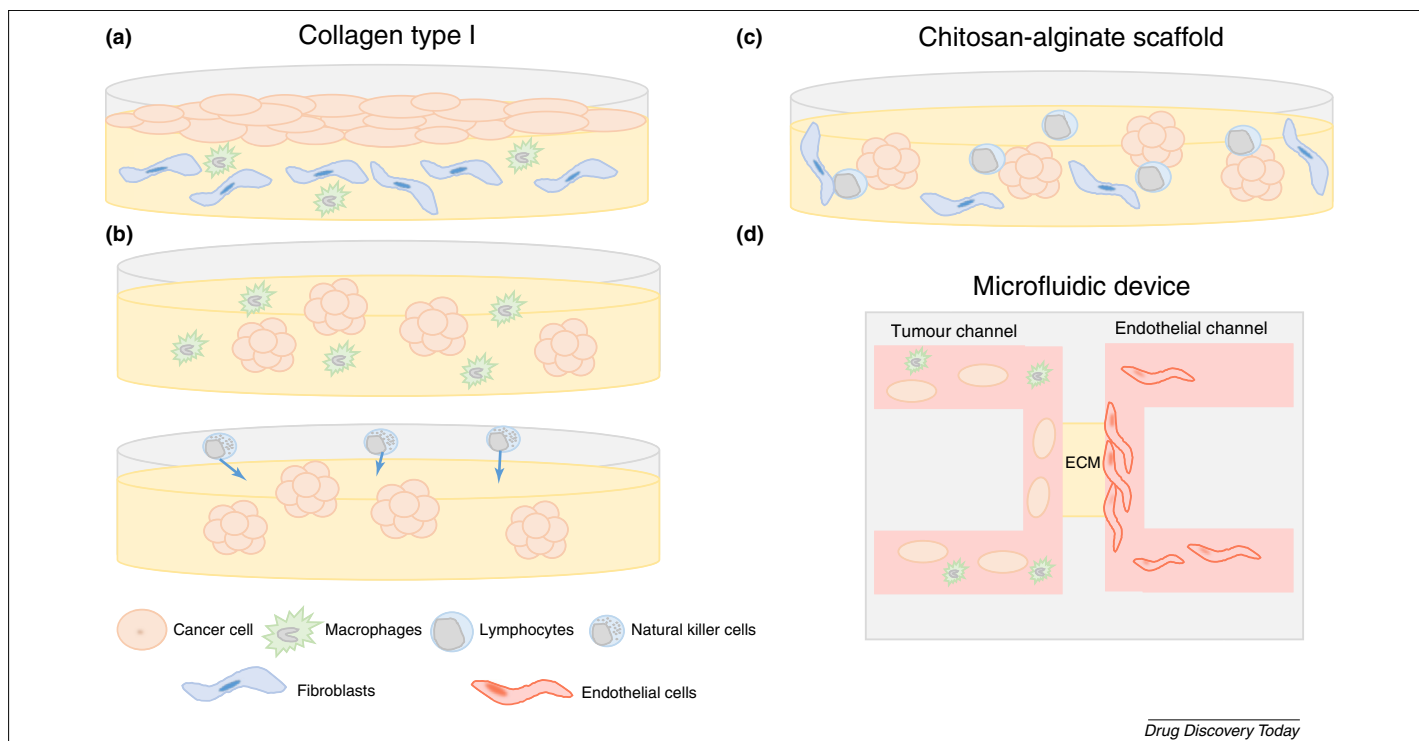 (a)
Collagen type I
(b)
(c)
Chitosan-alginate scaffold
(d)
Microfluidic device
Tumour channel
Endothelial channel
ECM
Cancer cell
Macrophages
Lymphocytes
Natural killer cells
Fibroblasts
Endothelial cells
Drug Discovery Today